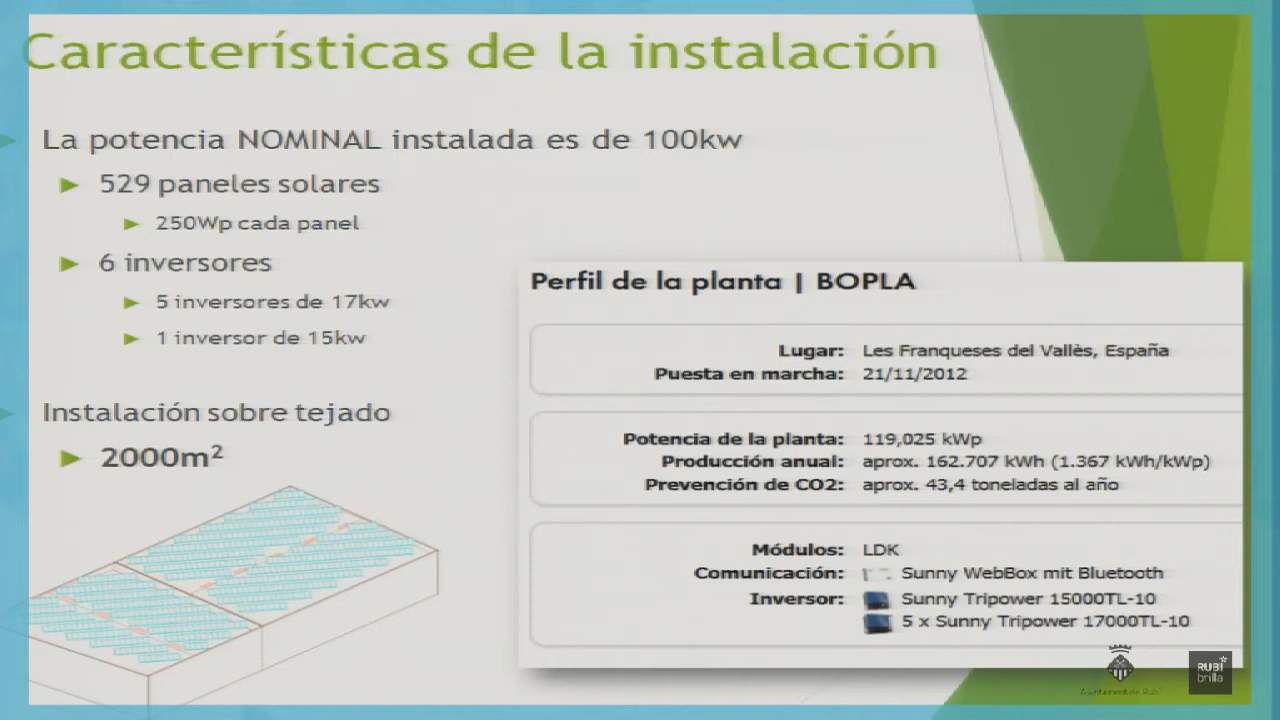 Características de la instalación
La potencia NOMINAL instalada es de 100kw
529 paneles solares
250Wp cada panel
6 inversores
5 inversores de 17kw
1 inversor de 15kw
Instalación sobre tejado
2000m²
Perfil de la planta | BOPLA
Lugar: Les Franqueses del Vallès, España
Puesta en marcha: 21/11/2012
Potencia de la planta: 119,025 kWp
Producción anual: aprox. 162.707 kWh (1.367 kWh/kWp)
Prevención de CO2: aprox. 43,4 toneladas al año
Módulos: LDK
Comunicación: Sunny WebBox mit Bluetooth
Inversor: Sunny Tripower 15000TL-10
5 x Sunny Tripower 17000TL-10
Ajuntament de Rubí
RUBÍ
brilla